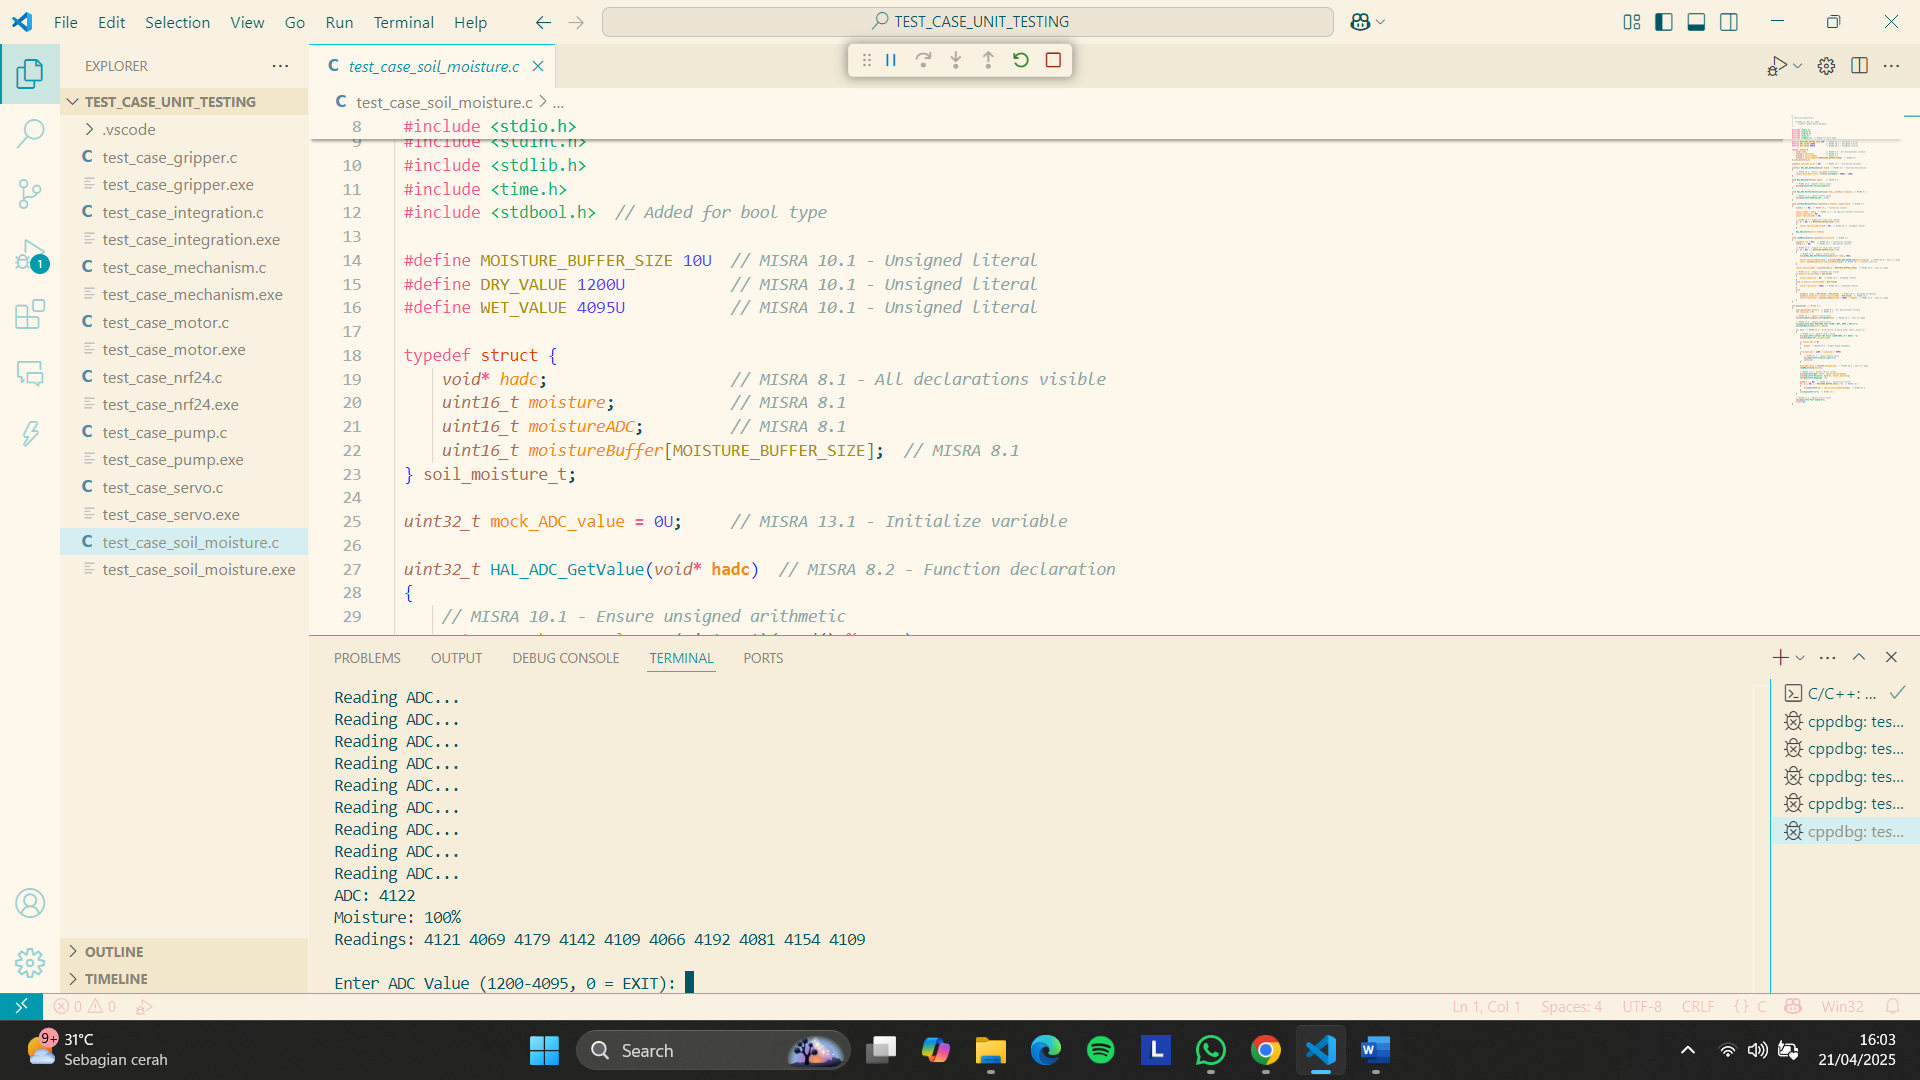 File Edit Selection View Go Run Terminal Help
TEST_CASE_UNIT_TESTING
EXPLORER
TEST_CASE_UNIT_TESTING
.vscode
C test_case_gripper.c
test_case_gripper.exe
C test_case_integration.c
test_case_integration.exe
C test_case_mechanism.c
test_case_mechanism.exe
C test_case_motor.c
test_case_motor.exe
C test_case_nrf24.c
test_case_nrf24.exe
C test_case_pump.c
test_case_pump.exe
C test_case_servo.c
test_case_servo.exe
C test_case_soil_moisture.c
test_case_soil_moisture.exe
OUTLINE
TIMELINE
1
C test_case_soil_moisture.c
C test_case_soil_moisture.c > ...
8 #include <stdio.h>
9 #include <stdint.h>
10 #include <stdlib.h>
11 #include <time.h>
12 #include <stdbool.h>  // Added for bool type
13
14 #define MOISTURE_BUFFER_SIZE 10U  // MISRA 10.1 - Unsigned literal
15 #define DRY_VALUE 1200U           // MISRA 10.1 - Unsigned literal
16 #define WET_VALUE 4095U           // MISRA 10.1 - Unsigned literal
17
18 typedef struct {
19     void* hadc;                   // MISRA 8.1 - All declarations visible
20     uint16_t moisture;            // MISRA 8.1
21     uint16_t moistureADC;         // MISRA 8.1
22     uint16_t moistureBuffer[MOISTURE_BUFFER_SIZE];  // MISRA 8.1
23 } soil_moisture_t;
24
25 uint32_t mock_ADC_value = 0U;     // MISRA 13.1 - Initialize variable
26
27 uint32_t HAL_ADC_GetValue(void* hadc)  // MISRA 8.2 - Function declaration
28 {
29     // MISRA 10.1 - Ensure unsigned arithmetic
PROBLEMS OUTPUT DEBUG CONSOLE TERMINAL PORTS
Reading ADC...
Reading ADC...
Reading ADC...
Reading ADC...
Reading ADC...
Reading ADC...
Reading ADC...
Reading ADC...
Reading ADC...
ADC: 4122
Moisture: 100%
Readings: 4121 4069 4179 4142 4109 4066 4192 4081 4154 4109
Enter ADC Value (1200-4095, 0 = EXIT):
C/C++: ...
cppdbg: tes...
cppdbg: tes...
cppdbg: tes...
cppdbg: tes...
cppdbg: tes...
0 0
Ln 1, Col 1 Spaces: 4 UTF-8 CRLF {} C Win32
9+ 31°C
Sebagian cerah
Search
L
W
16:03
21/04/2025